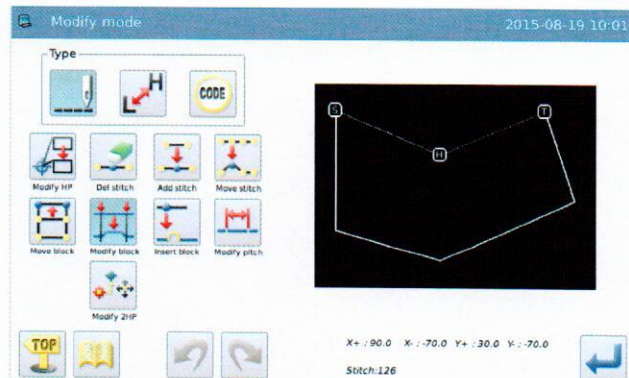 Modify mode 2015-08-19 10:01
Type
L H CODE
Modify HP Del stitch Add stitch Move stitch
Move block Modify block Insert block Modify pitch
Modify 2HP
S T
H
TOP
X+ : 90.0 X- : -70.0 Y+ : 30.0 Y- : -70.0
Stitch:126